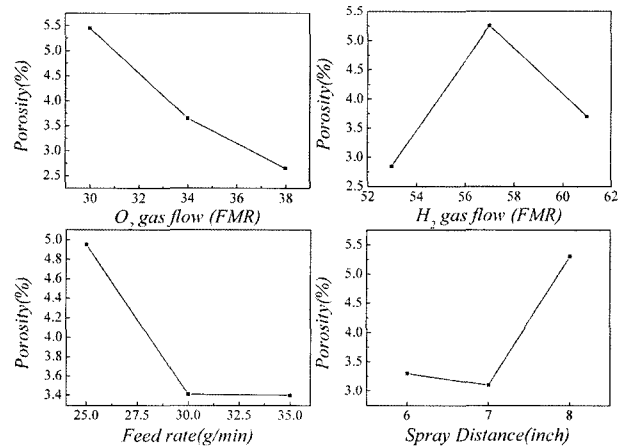 Porosity(%)
5.5
5.0
4.5
4.0
3.5
3.0
2.5
30 32 34 36 38
O₂ gas flow (FMR)
Porosity(%)
5.5
5.0
4.5
4.0
3.5
3.0
2.5
52 54 56 58 60 62
H₂ gas flow (FMR)
Porosity(%)
5.0
4.8
4.6
4.4
4.2
4.0
3.8
3.6
3.4
25.0 27.5 30.0 32.5 35.0
Feed rate(g/min)
Porosity(%)
5.5
5.0
4.5
4.0
3.5
3.0
6 7 8
Spray Distance(inch)